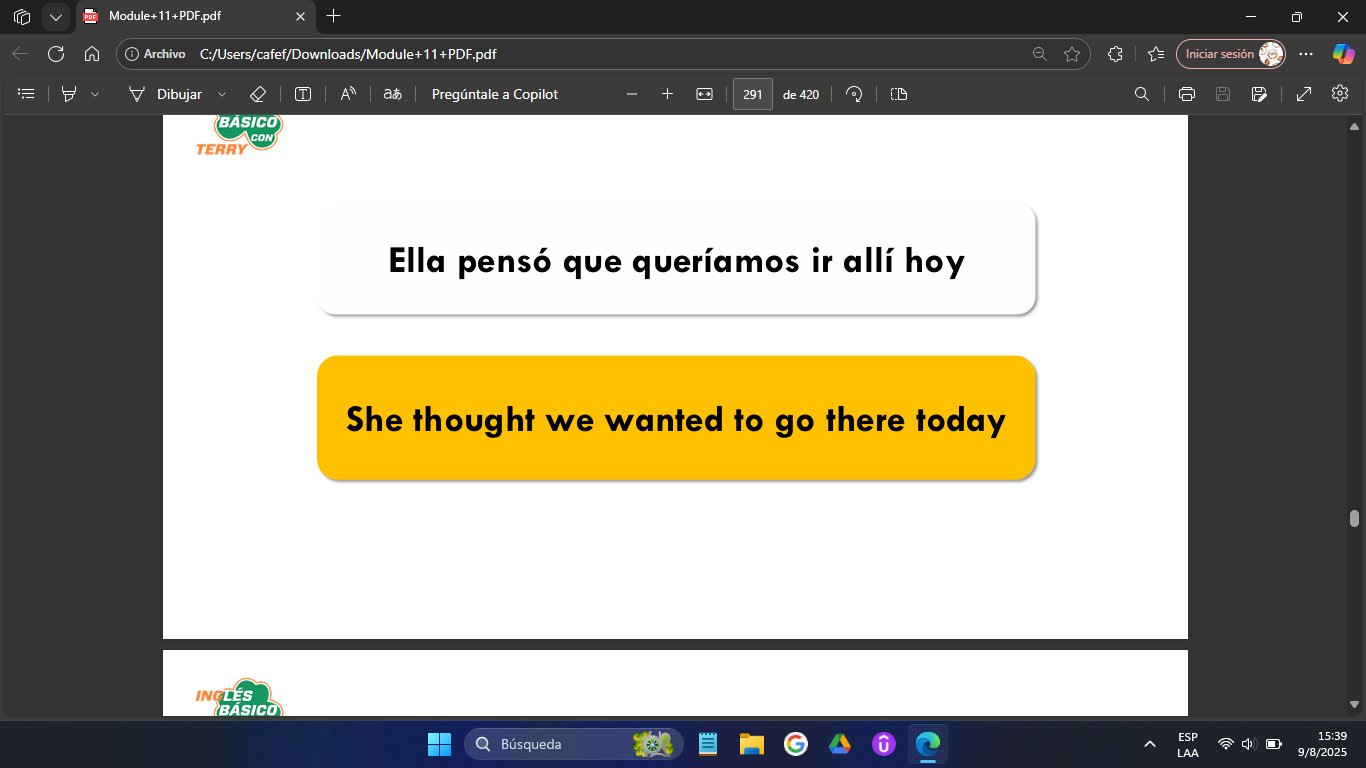 Module+11+PDF.pdf
Archivo C:/Users/cafef/Downloads/Module+11+PDF.pdf Iniciar sesión
Dibujar aあ Pregúntale a Copilot 291 de 420
BÁSICO
CON
TERRY
Ella pensó que queríamos ir allí hoy
She thought we wanted to go there today
INGLÉS
BÁSICO
Búsqueda
ESP
LAA
15:39
9/8/2025